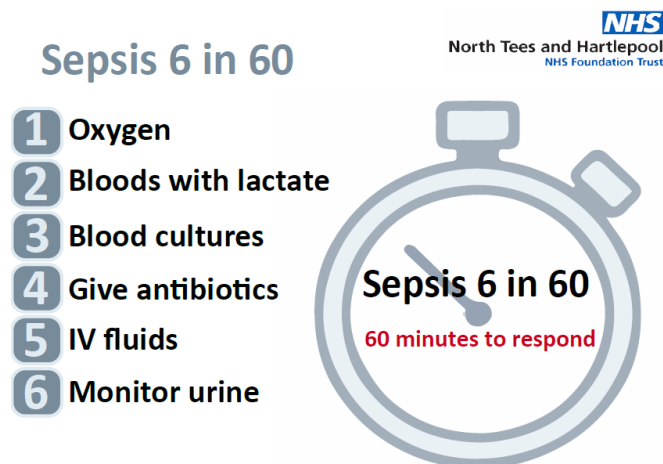 Sepsis 6 in 60
NHS
North Tees and Hartlepool
NHS Foundation Trust
1 Oxygen
2 Bloods with lactate
3 Blood cultures
4 Give antibiotics
5 IV fluids
6 Monitor urine
Sepsis 6 in 60
60 minutes to respond